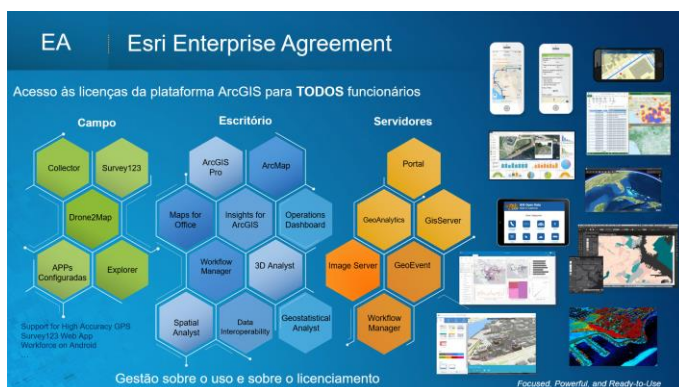 EA
Esri Enterprise Agreement
Acesso às licenças da plataforma ArcGIS para TODOS funcionários
Campo
Collector
Survey123
Drone2Map
APPs
Configuradas
Explorer
Support for High Accuracy GPS
Survey123 Web App
Workforce on Android
Escritório
ArcGIS
Pro
ArcMap
Maps for
Office
Insights for
ArcGIS
Operations
Dashboard
Workflow
Manager
3D Analyst
Spatial
Analyst
Data
Interoperability
Geostatistical
Analyst
Servidores
Portal
GeoAnalytics
GisServer
Image Server
GeoEvent
Workflow
Manager
Gestão sobre o uso e sobre o licenciamento
Focused, Powerful, and Ready-to-Use